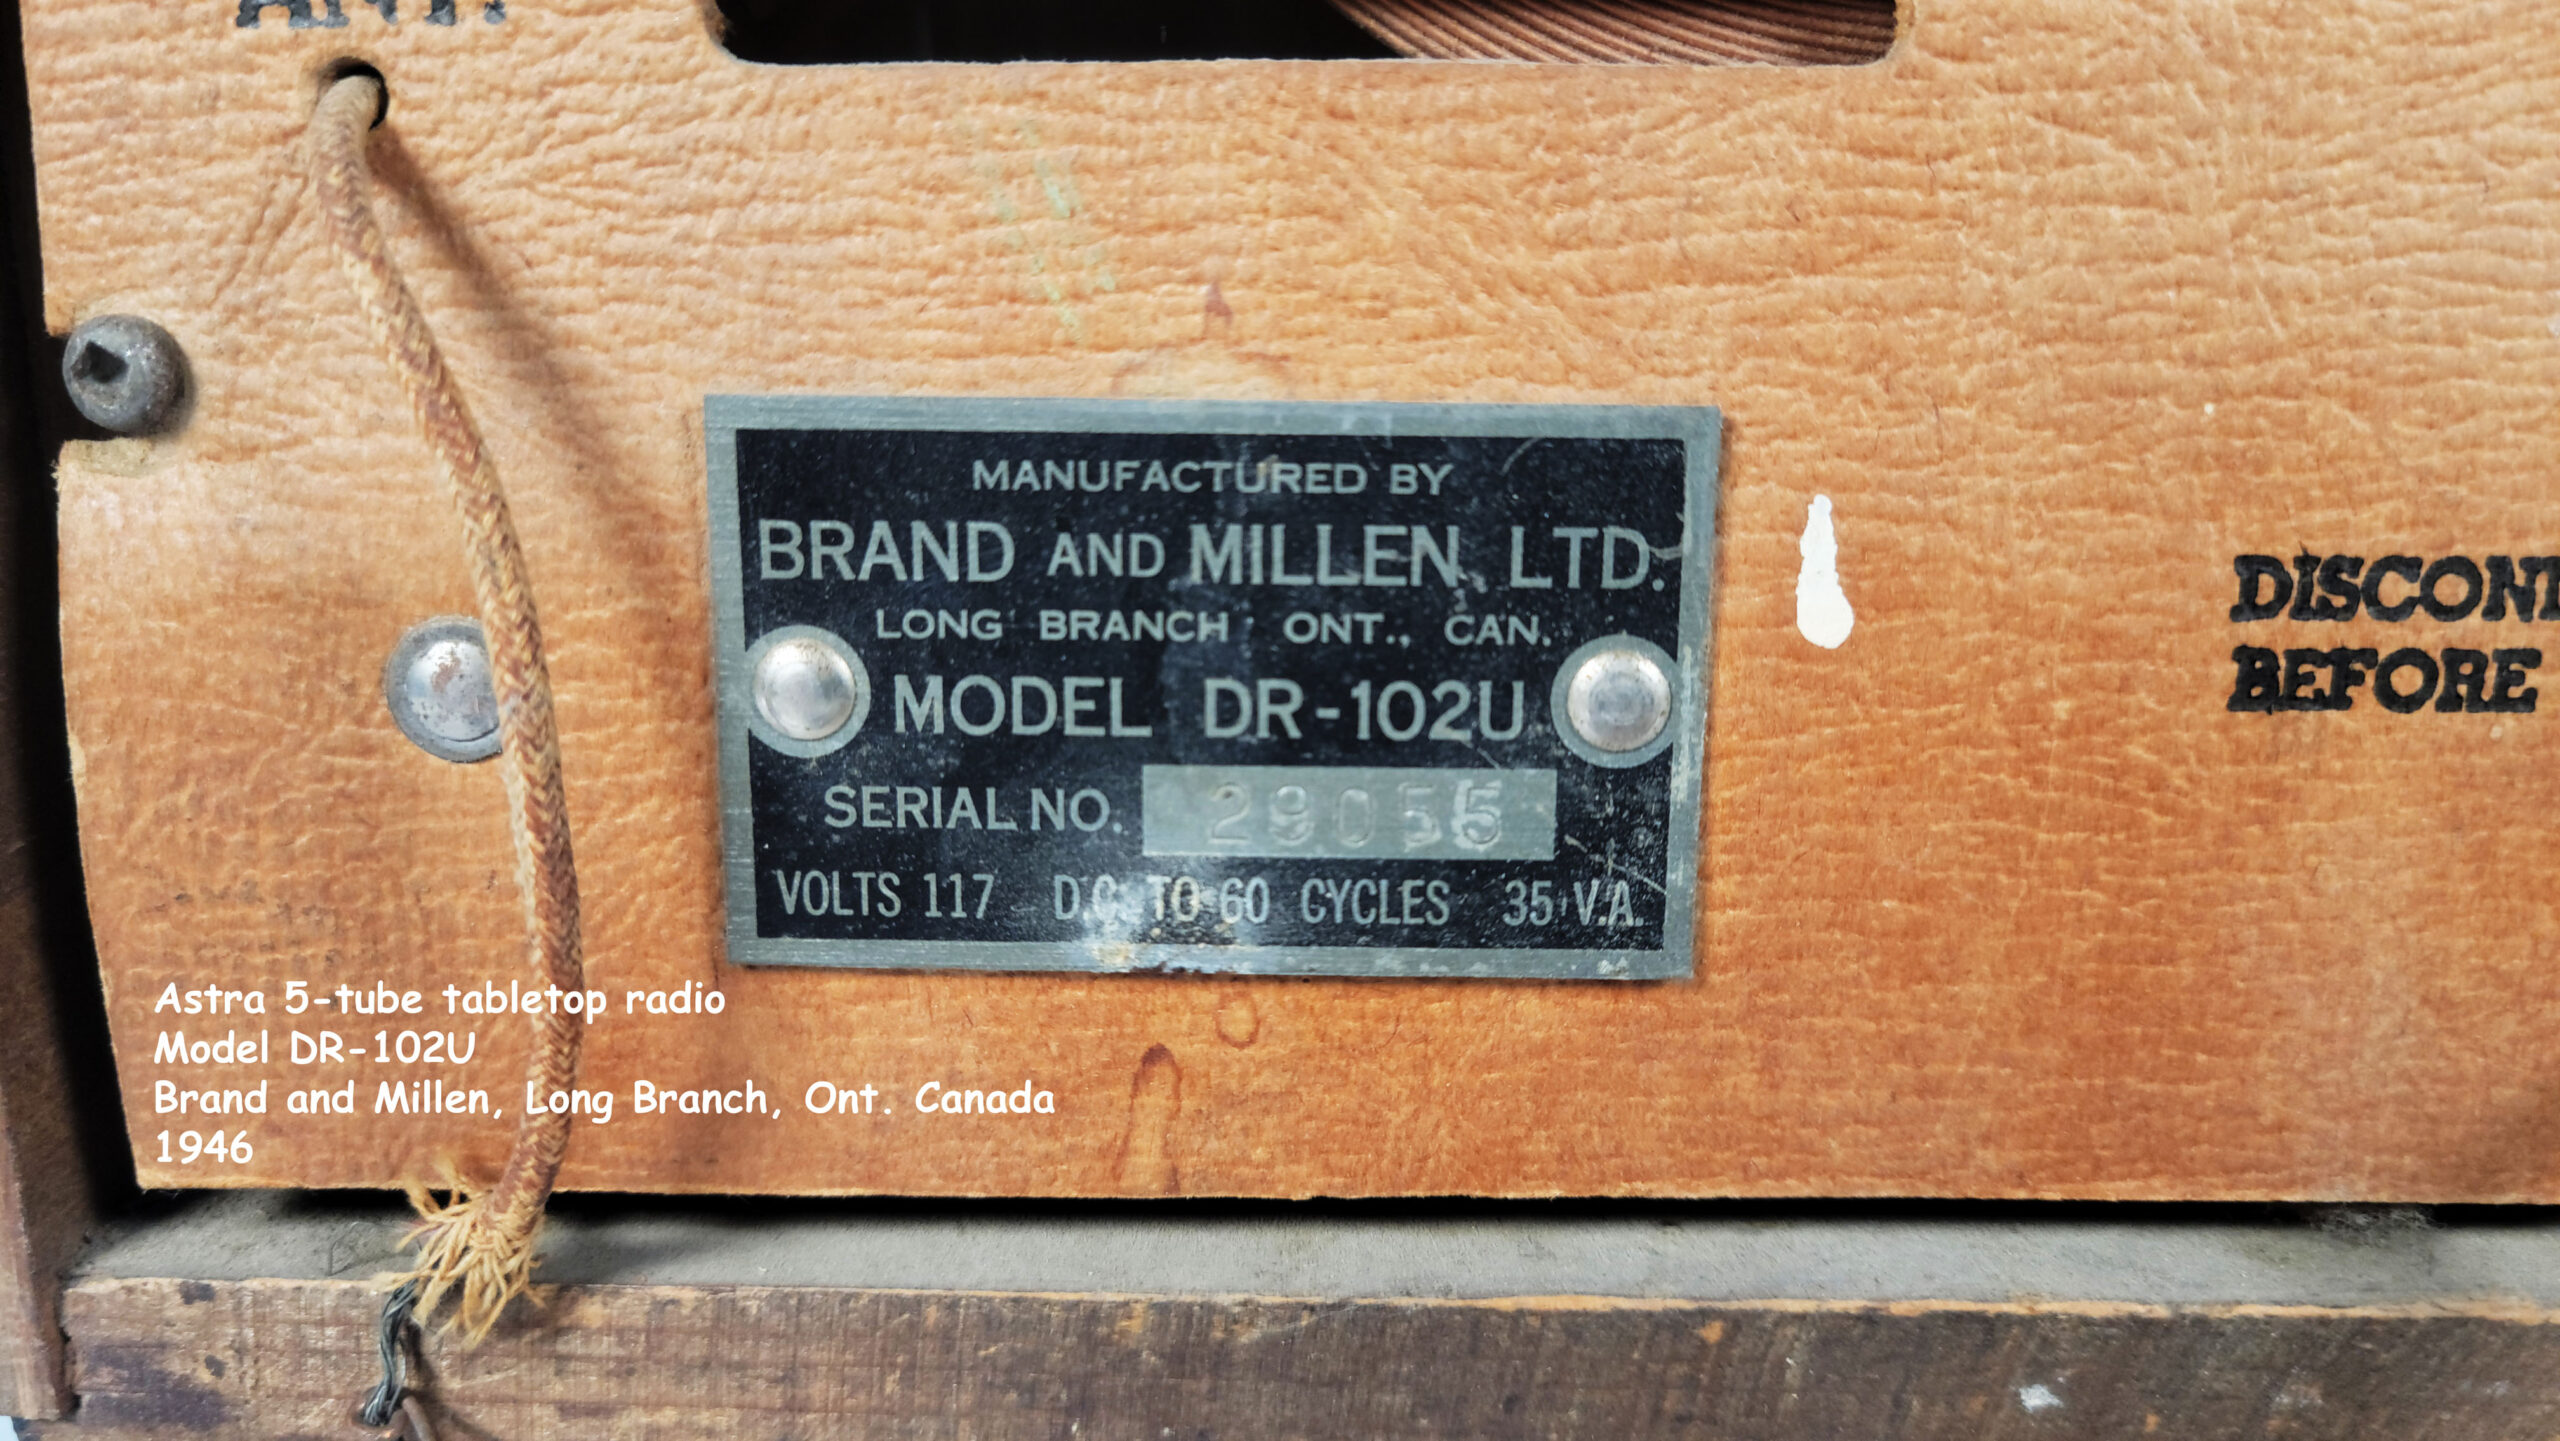 ANT.
MANUFACTURED BY
BRAND AND MILLEN LTD.
LONG BRANCH ONT., CAN.
MODEL DR-102U
SERIAL NO. 29055
VOLTS 117 D.C. TO 60 CYCLES 35 V.A.
DISCON
BEFORE
Astra 5-tube tabletop radio
Model DR-102U
Brand and Millen, Long Branch, Ont. Canada
1946